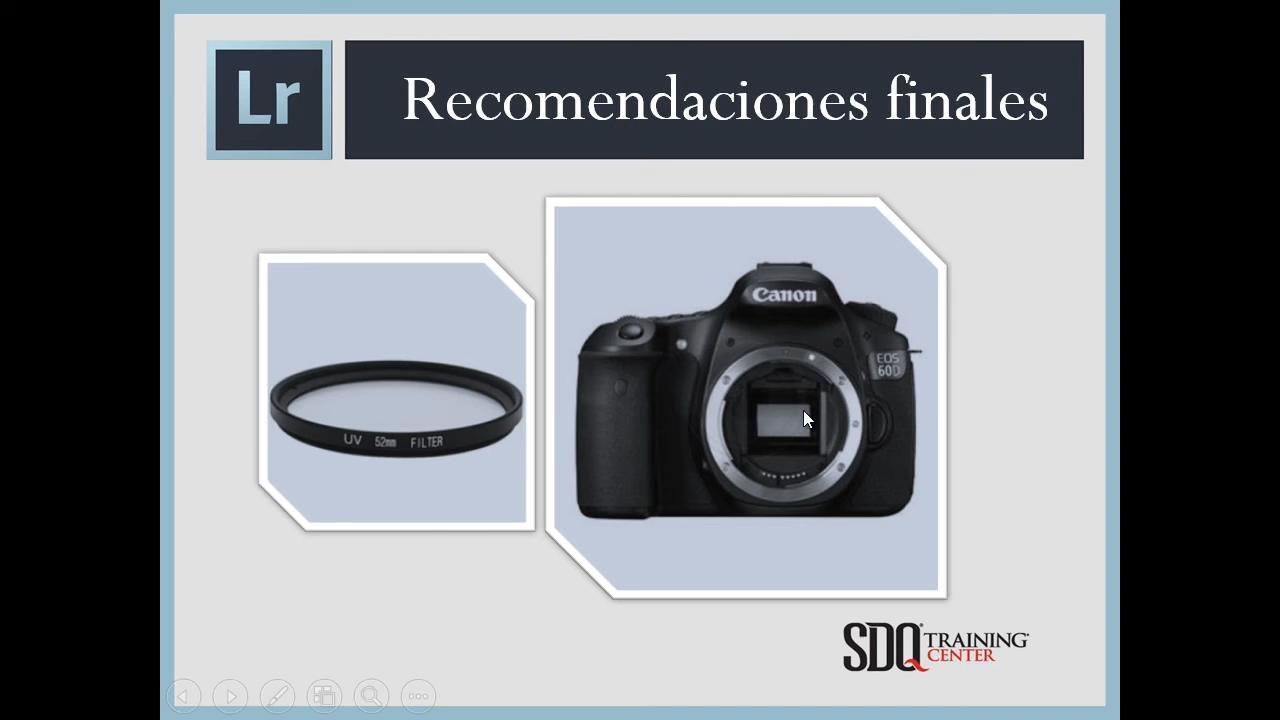 Lr
Recomendaciones finales
Canon
EOS
60D
UV 52mm FILTER
SDQ TRAINING
CENTER